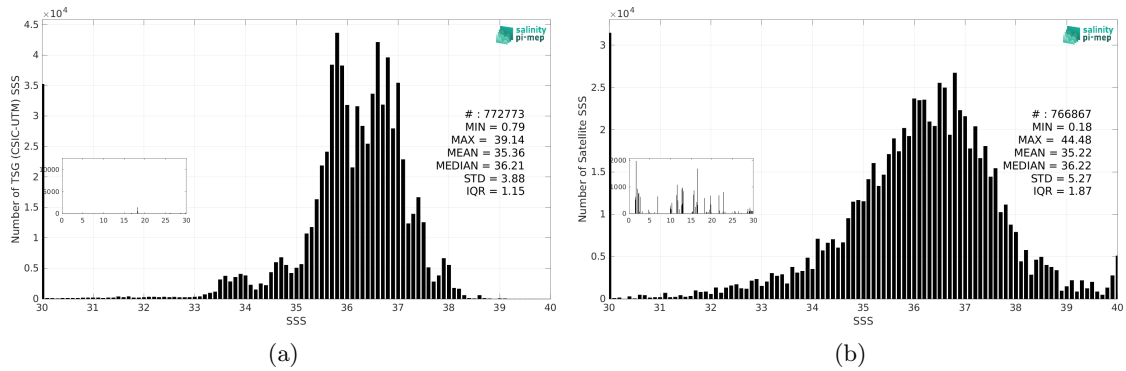 ×10⁴
4.5
4
3.5
3
2.5
2
1.5
1
0.5
0
Number of TSG (CSIC-UTM) SSS
salinity
pi-mep
# : 772773
MIN = 0.79
MAX = 39.14
MEAN = 35.36
MEDIAN = 36.21
STD = 3.88
IQR = 1.15
10000
5000
0
0 5 10 15 20 25 30
30 31 32 33 34 35 36 37 38 39 40
SSS
(a)
×10⁴
3
2.5
2
1.5
1
0.5
0
Number of Satellite SSS
salinity
pi-mep
# : 766867
MIN = 0.18
MAX = 44.48
MEAN = 35.22
MEDIAN = 36.22
STD = 5.27
IQR = 1.87
2000
1000
0
0 5 10 15 20 25 30
30 31 32 33 34 35 36 37 38 39 40
SSS
(b)